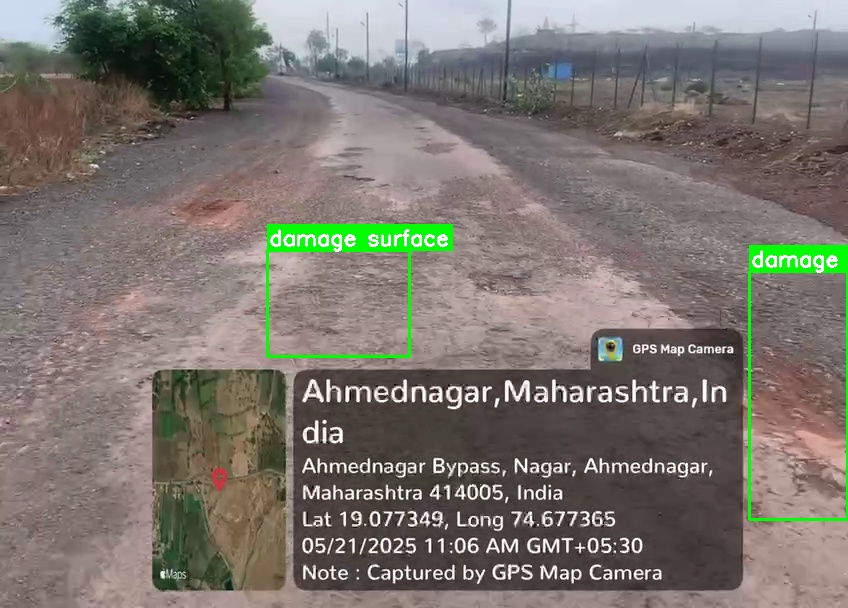 damage surface
damage
GPS Map Camera
Ahmednagar,Maharashtra,In
dia
Ahmednagar Bypass, Nagar, Ahmednagar,
Maharashtra 414005, India
Lat 19.077349, Long 74.677365
05/21/2025 11:06 AM GMT+05:30
Note : Captured by GPS Map Camera
Maps